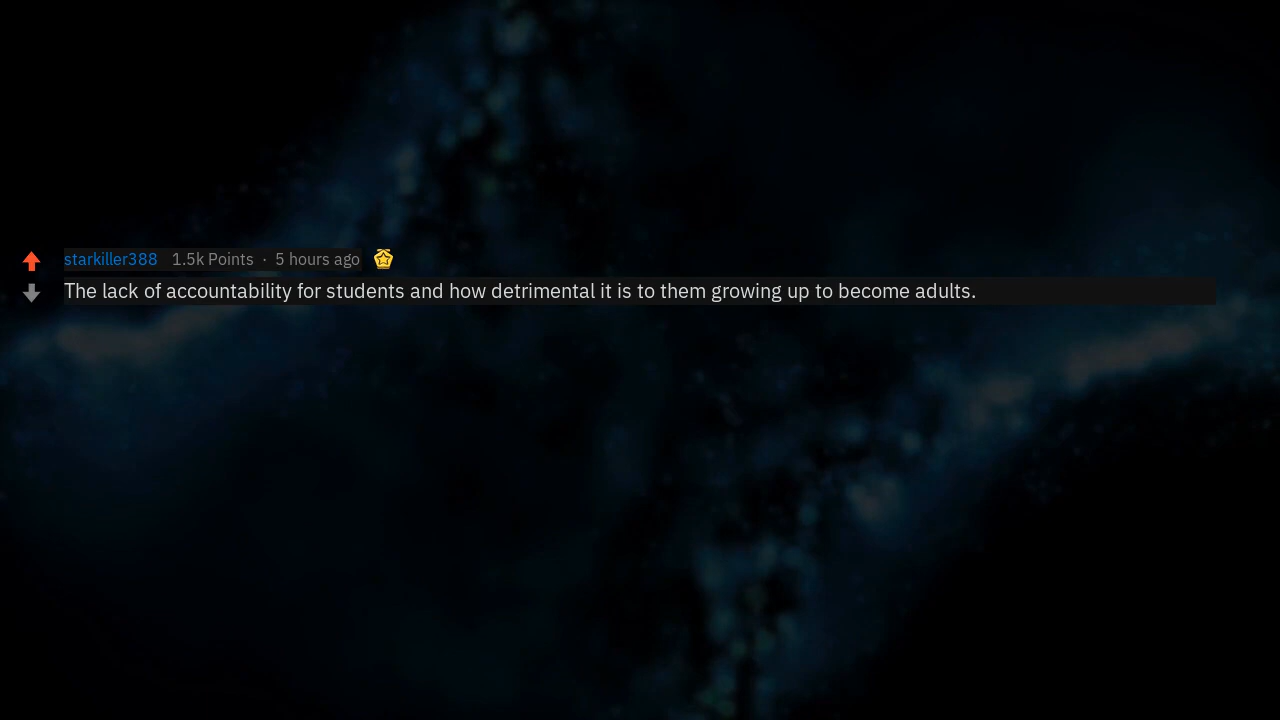 starkiller388 1.5k Points · 5 hours ago
The lack of accountability for students and how detrimental it is to them growing up to become adults.